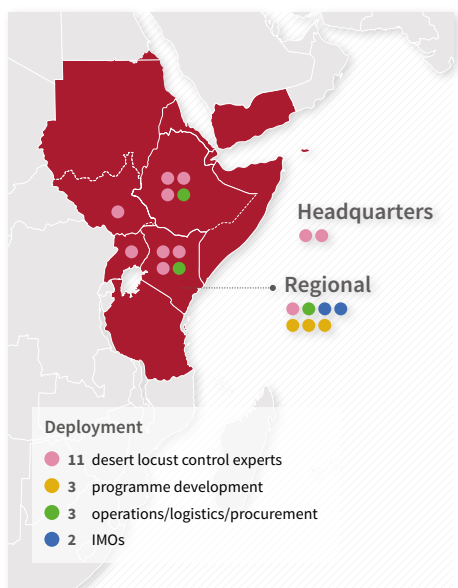 Headquarters
Regional
Deployment
11 desert locust control experts
3 programme development
3 operations/logistics/procurement
2 IMOs